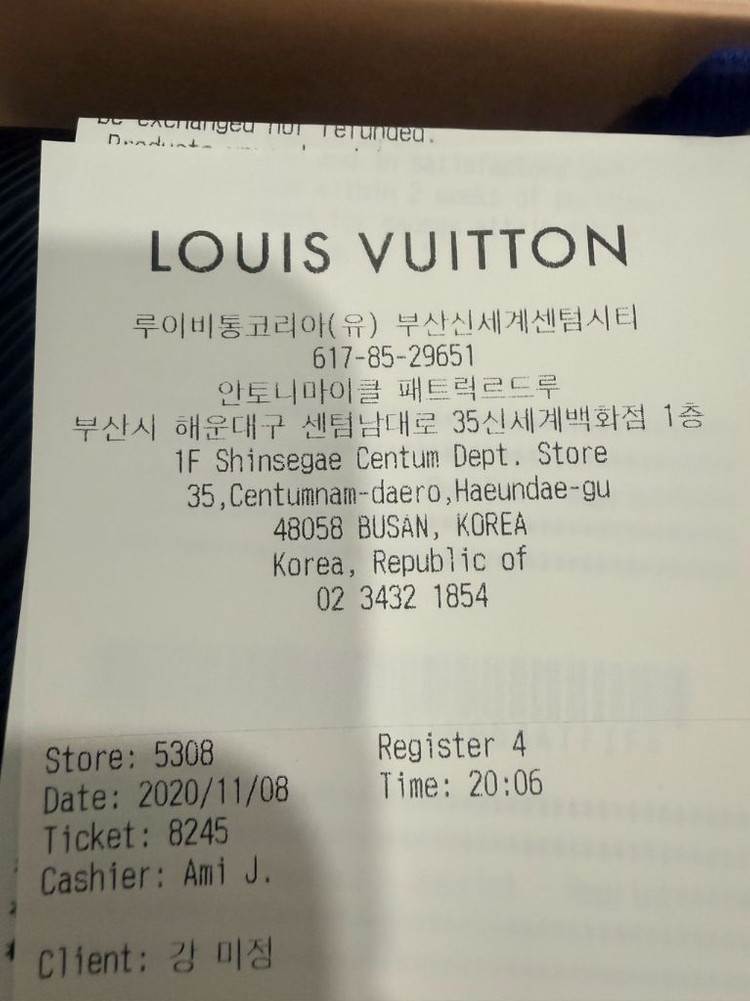 be exchanged nor refunded.
LOUIS VUITTON
루이비통코리아(유) 부산신세계센텀시티
617-85-29651
안토니마이클 패트릭르드루
부산시 해운대구 센텀남대로 35신세계백화점 1층
1F Shinsegae Centum Dept. Store
35,Centumnam-daero,Haeundae-gu
48058 BUSAN, KOREA
Korea, Republic of
02 3432 1854
Store: 5308 Register 4
Date: 2020/11/08 Time: 20:06
Ticket: 8245
Cashier: Ami J.
Client: 강 미정